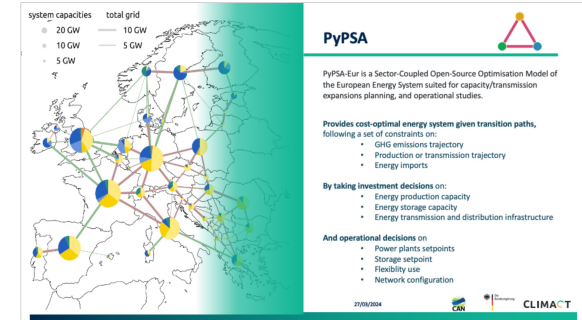 system capacities
20 GW
10 GW
5 GW
total grid
10 GW
5 GW
PyPSA
PyPSA-Eur is a Sector-Coupled Open-Source Optimisation Model of
the European Energy System suited for capacity/transmission
expansions planning, and operational studies.
Provides cost-optimal energy system given transition paths,
following a set of constraints on:
• GHG emissions trajectory
• Production or transmission trajectory
• Energy imports
By taking investment decisions on:
• Energy production capacity
• Energy storage capacity
• Energy transmission and distribution infrastructure
And operational decisions on
• Power plants setpoints
• Storage setpoint
• Flexiblity use
• Network configuration
27/03/2024
CAN
CLIMACT